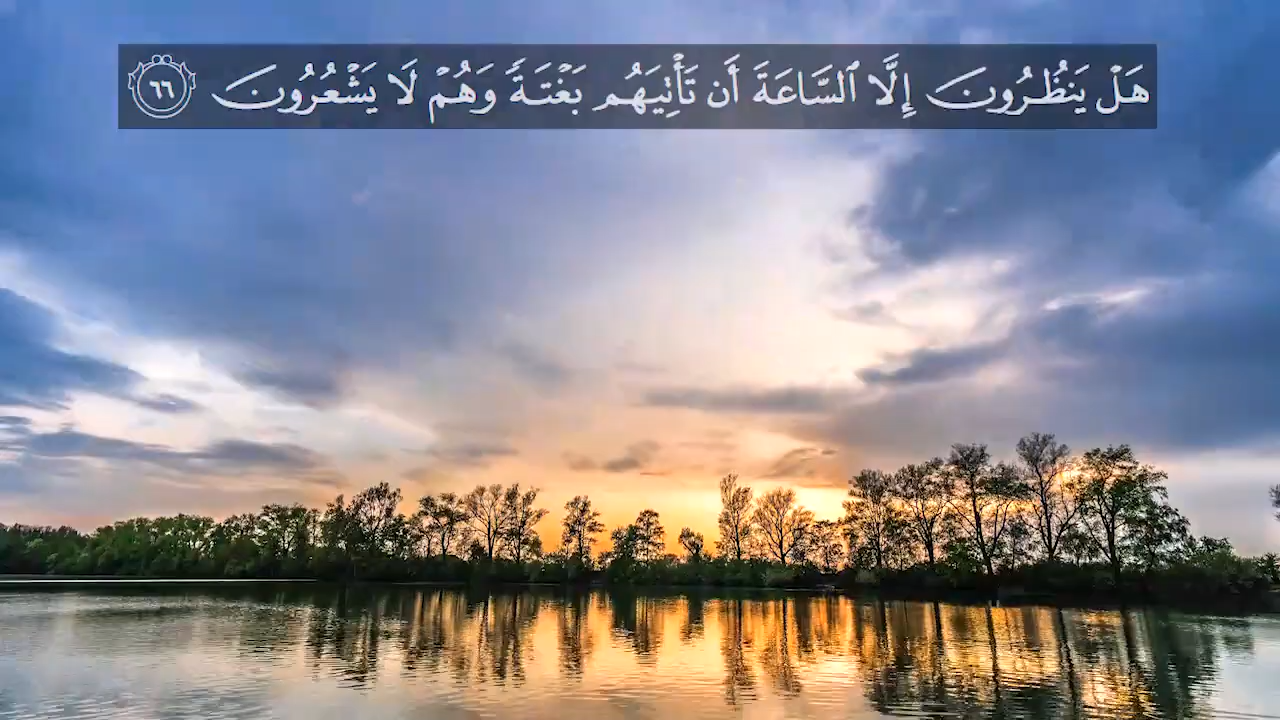 هَلْ يَنظُرُونَ إِلَّا ٱلسَّاعَةَ أَن تَأْتِيَهُم بَغْتَةً وَهُمْ لَا يَشْعُرُونَ ٦٦